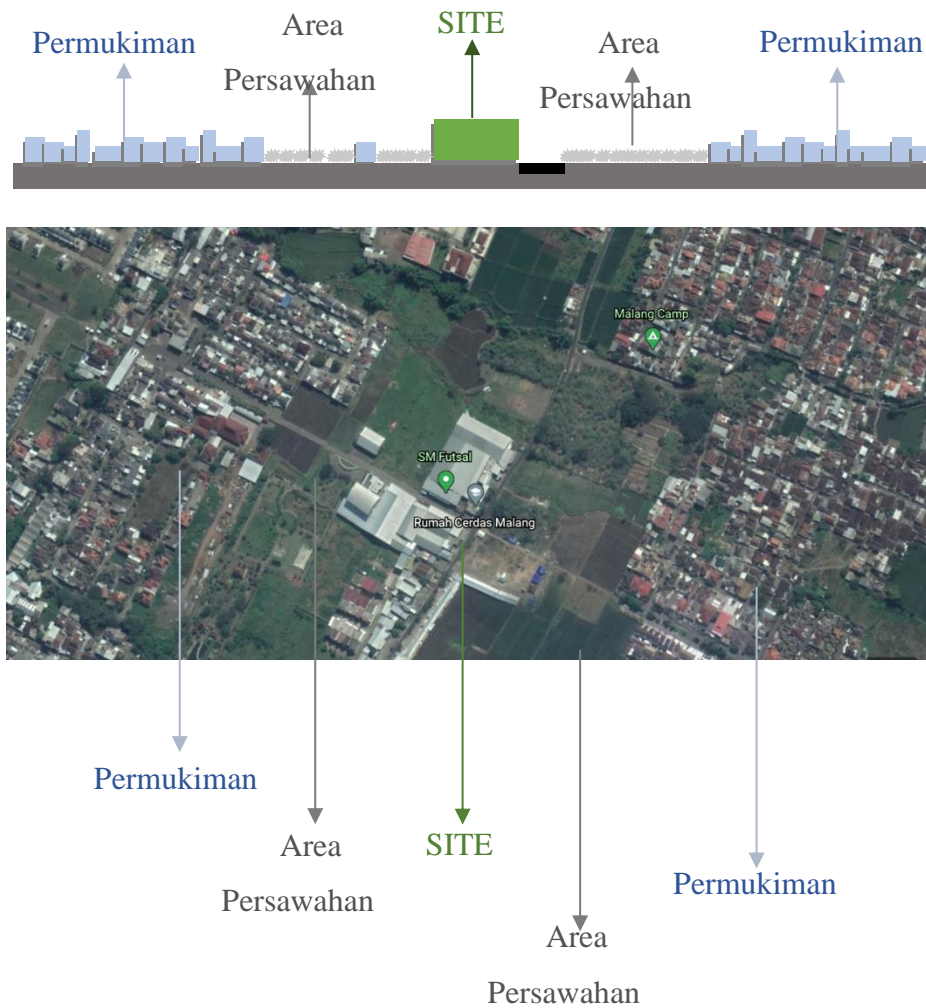 Permukiman
Area
Persawahan
SITE
Area
Persawahan
Permukiman
Malang Camp
SM Futsal
Rumah Cerdas Malang
Permukiman
Area
Persawahan
SITE
Permukiman
Area
Persawahan